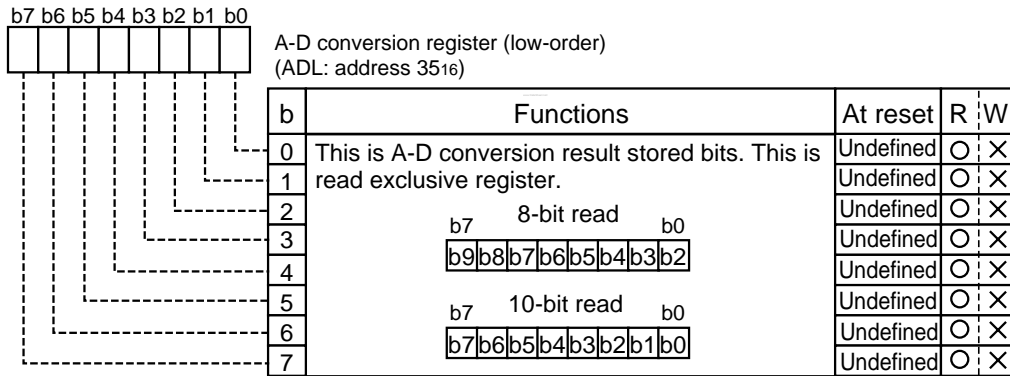 b7 b6 b5 b4 b3 b2 b1 b0
A-D conversion register (low-order)
(ADL: address 3516)
b Functions At reset R W
0 This is A-D conversion result stored bits. This is Undefined O ×
1 read exclusive register. Undefined O ×
2 8-bit read Undefined O ×
b7 b0
3 Undefined O ×
b9 b8 b7 b6 b5 b4 b3 b2
4 Undefined O ×
5 10-bit read Undefined O ×
b7 b0
6 Undefined O ×
b7 b6 b5 b4 b3 b2 b1 b0
7 Undefined O ×